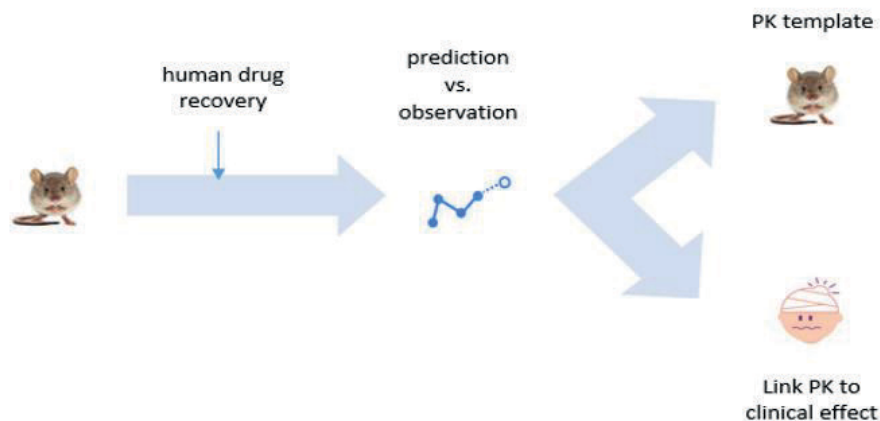 human drug
recovery
prediction
vs.
observation
PK template
Link PK to
clinical effect